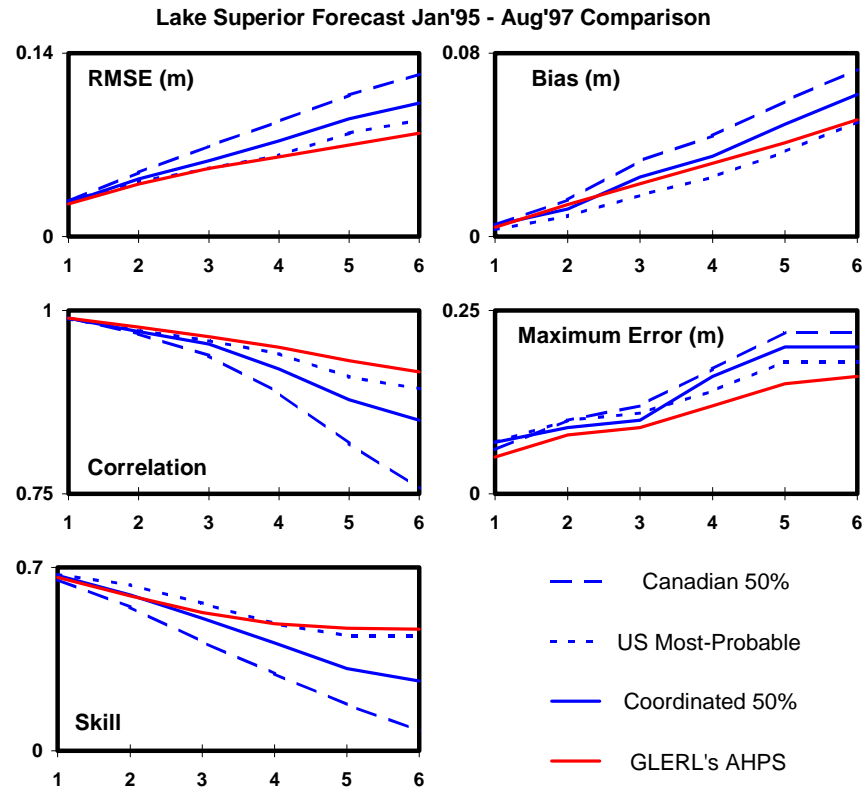 Lake Superior Forecast Jan'95 - Aug'97 Comparison
0.14
RMSE (m)
0
1 2 3 4 5 6
0.08
Bias (m)
0
1 2 3 4 5 6
1
Correlation
0.75
1 2 3 4 5 6
0.25
Maximum Error (m)
0
1 2 3 4 5 6
0.7
Skill
0
1 2 3 4 5 6
Canadian 50%
US Most-Probable
Coordinated 50%
GLERL's AHPS